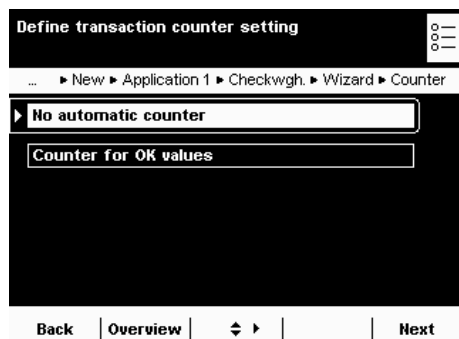 Define transaction counter setting
... ▸ New ▸ Application 1 ▸ Checkwgh. ▸ Wizard ▸ Counter
No automatic counter
Counter for OK values
Back Overview Next